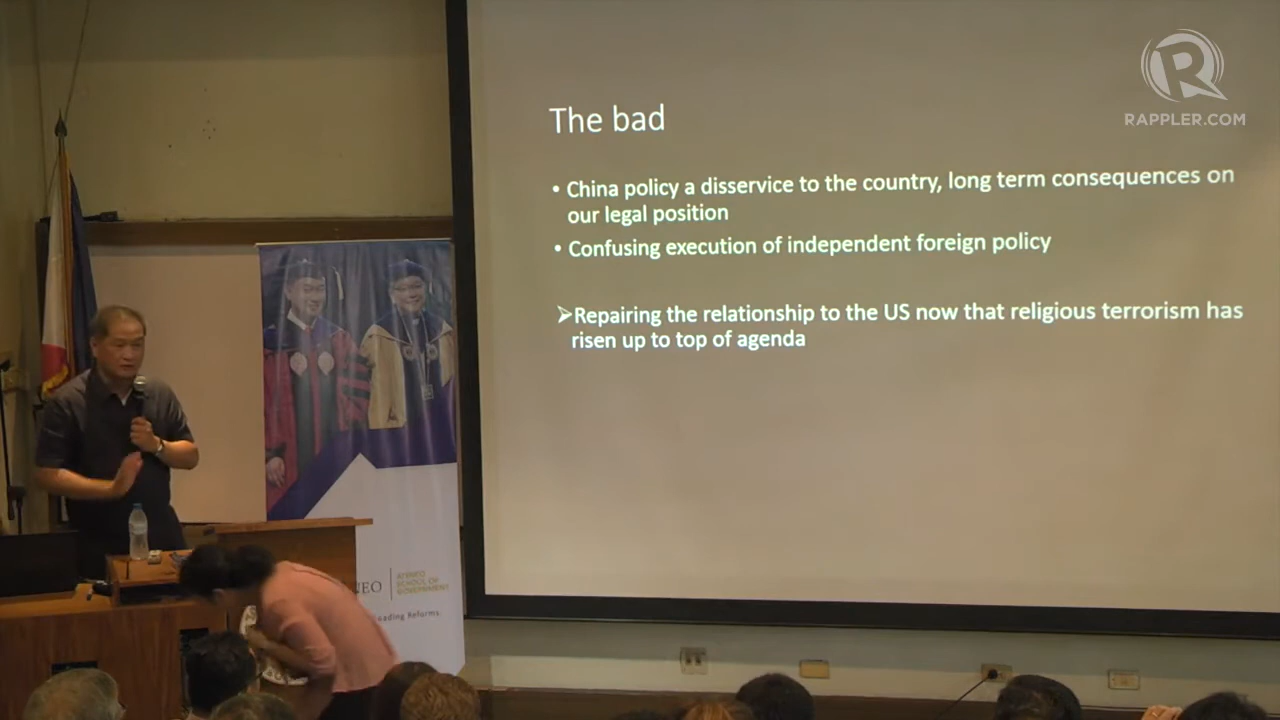 RAPPLER.COM
The bad
• China policy a disservice to the country, long term consequences on
our legal position
• Confusing execution of independent foreign policy
➢Repairing the relationship to the US now that religious terrorism has
risen up to top of agenda
ATENEO
SCHOOL OF
GOVERNMENT
eading Reforms.